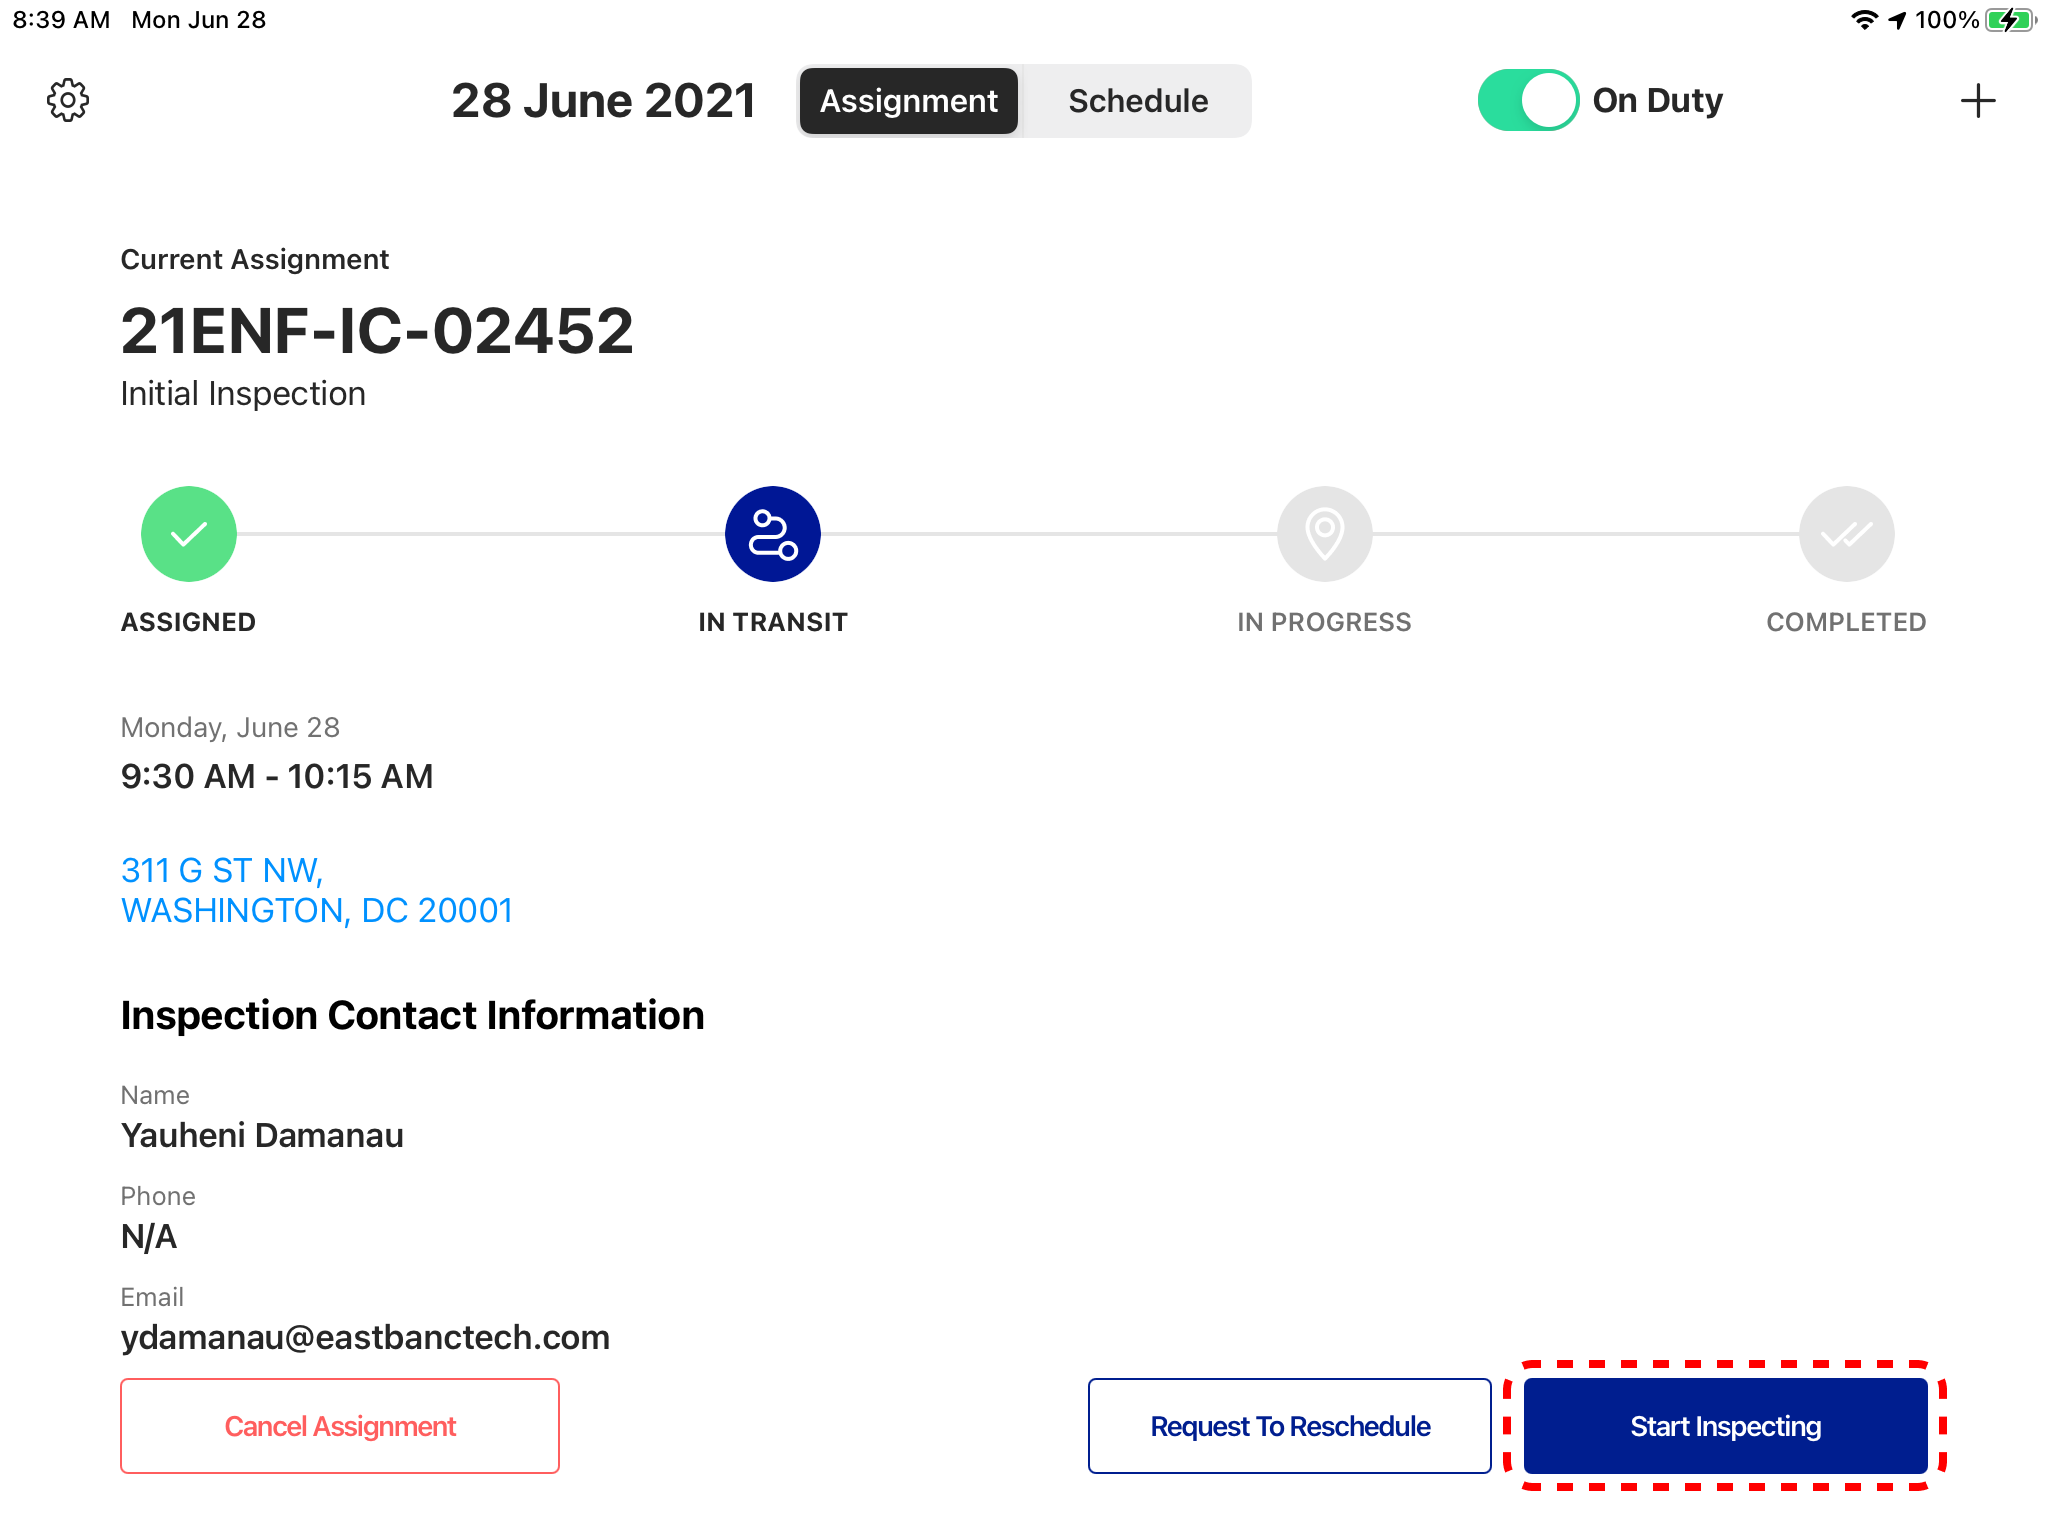 8:39 AM Mon Jun 28
100%
28 June 2021
Assignment
Schedule
On Duty
Current Assignment
21ENF-IC-02452
Initial Inspection
ASSIGNED
IN TRANSIT
IN PROGRESS
COMPLETED
Monday, June 28
9:30 AM - 10:15 AM
311 G ST NW,
WASHINGTON, DC 20001
Inspection Contact Information
Name
Yauheni Damanau
Phone
N/A
Email
ydamanau@eastbanctech.com
Cancel Assignment
Request To Reschedule
Start Inspecting